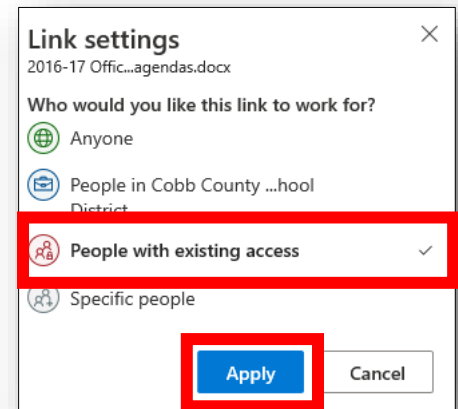 Link settings
2016-17 Offic...agendas.docx
Who would you like this link to work for?
Anyone
People in Cobb County ...hool
District
People with existing access
Specific people
Apply Cancel